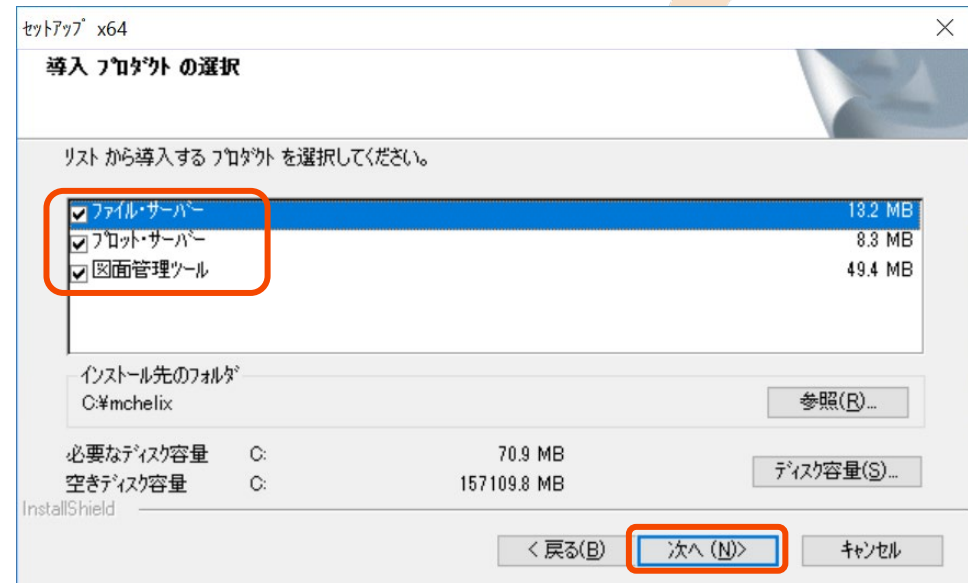 ｾｯﾄｱｯﾌﾟ x64
導入 ﾌﾟﾛﾀﾞｸﾄ の選択
ﾘｽﾄ から導入する ﾌﾟﾛﾀﾞｸﾄ を選択してください。
ﾌｧｲﾙ･ｻｰﾊﾞｰ 13.2 MB
ﾌﾟﾛｯﾄ･ｻｰﾊﾞｰ 8.3 MB
図面管理ﾂｰﾙ 49.4 MB
ｲﾝｽﾄｰﾙ先のﾌｫﾙﾀﾞ
C:¥mchelix
参照(R)...
必要なﾃﾞｨｽｸ容量 C: 70.9 MB
空きﾃﾞｨｽｸ容量 C: 157109.8 MB
ﾃﾞｨｽｸ容量(S)...
InstallShield
< 戻る(B) 次へ (N)> ｷｬﾝｾﾙ